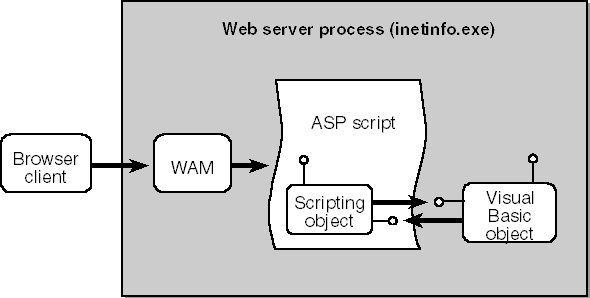 Web server process (inetinfo.exe)
ASP script
Browser
client
WAM
Scripting
object
Visual
Basic
object